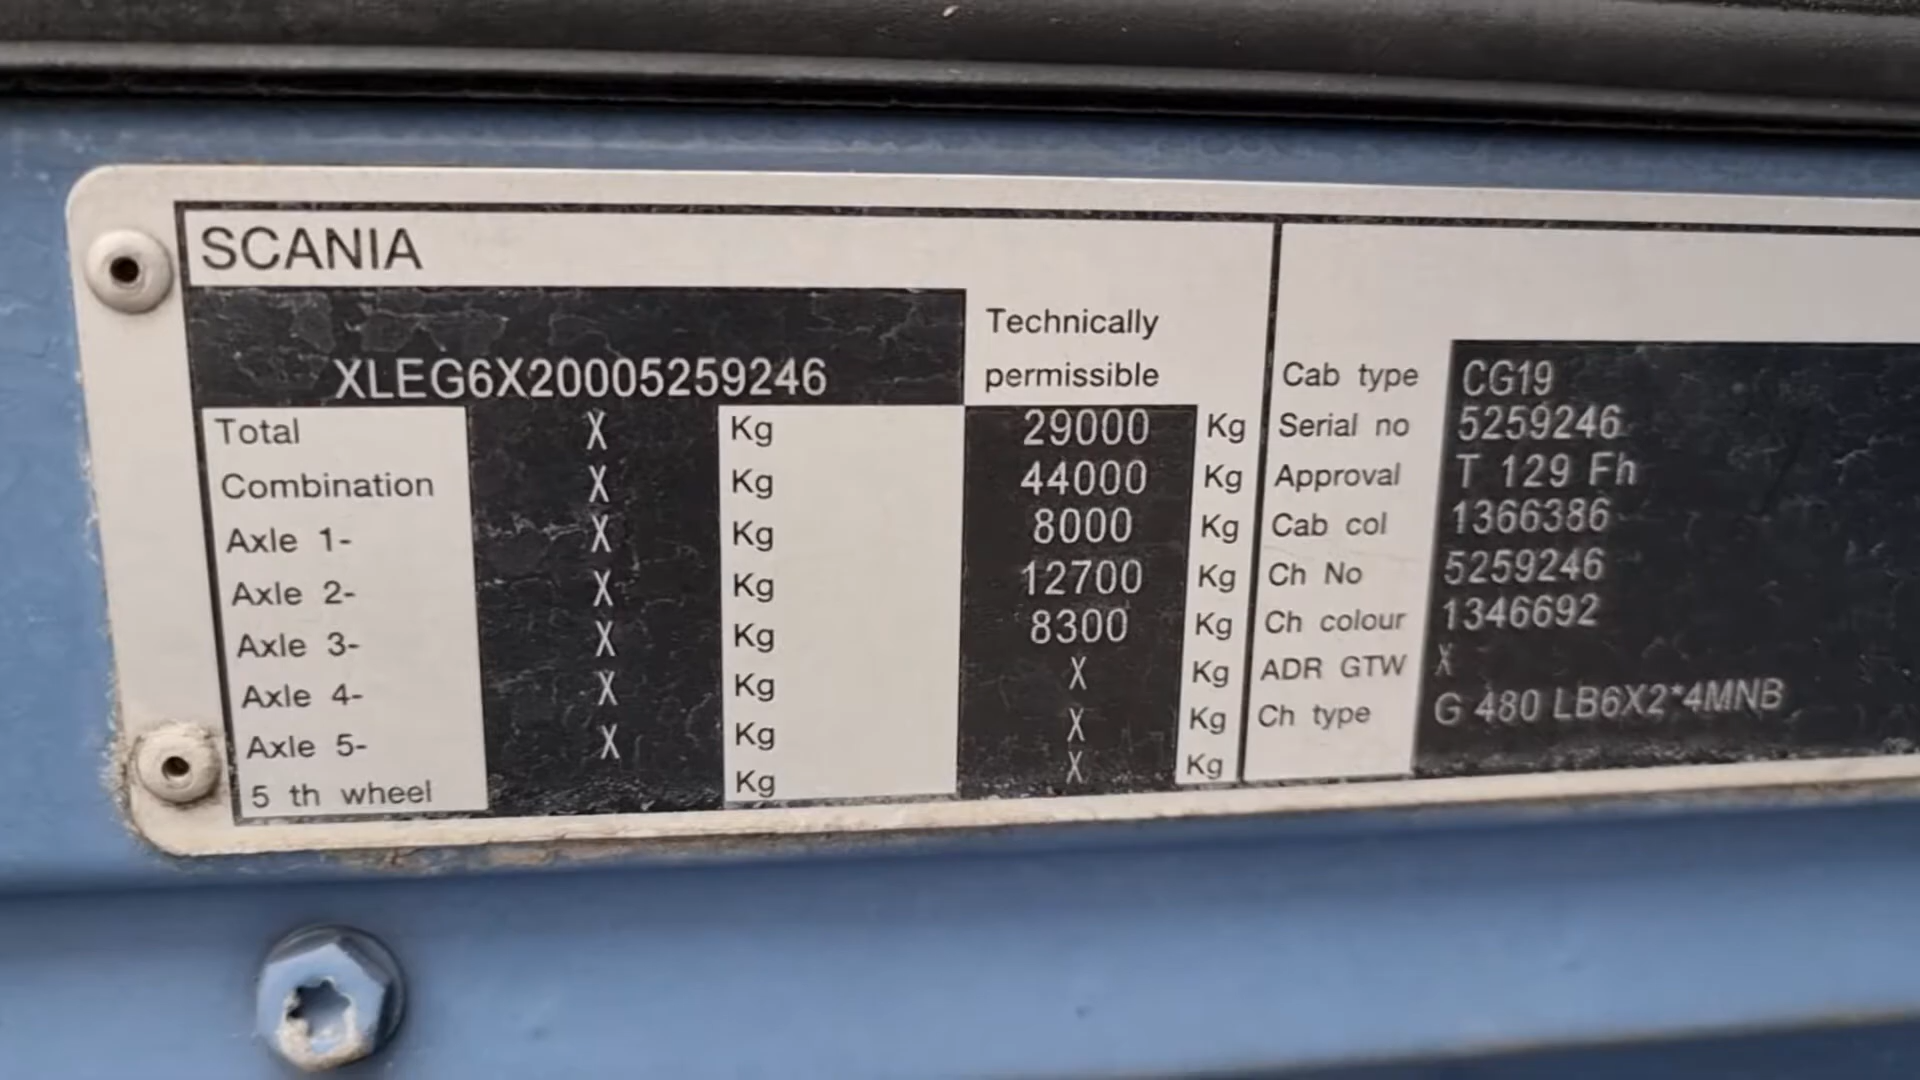 SCANIA
XLEG6X20005259246
Technically
permissible
Total X Kg 29000 Kg
Combination X Kg 44000 Kg
Axle 1- X Kg 8000 Kg
Axle 2- X Kg 12700 Kg
Axle 3- X Kg 8300 Kg
Axle 4- X Kg X Kg
Axle 5- X Kg X Kg
5 th wheel Kg X Kg
Cab type CG19
Serial no 5259246
Approval T 129 Fh
Cab col 1366386
Ch No 5259246
Ch colour 1346692
ADR GTW X
Ch type G 480 LB6X2*4MNB